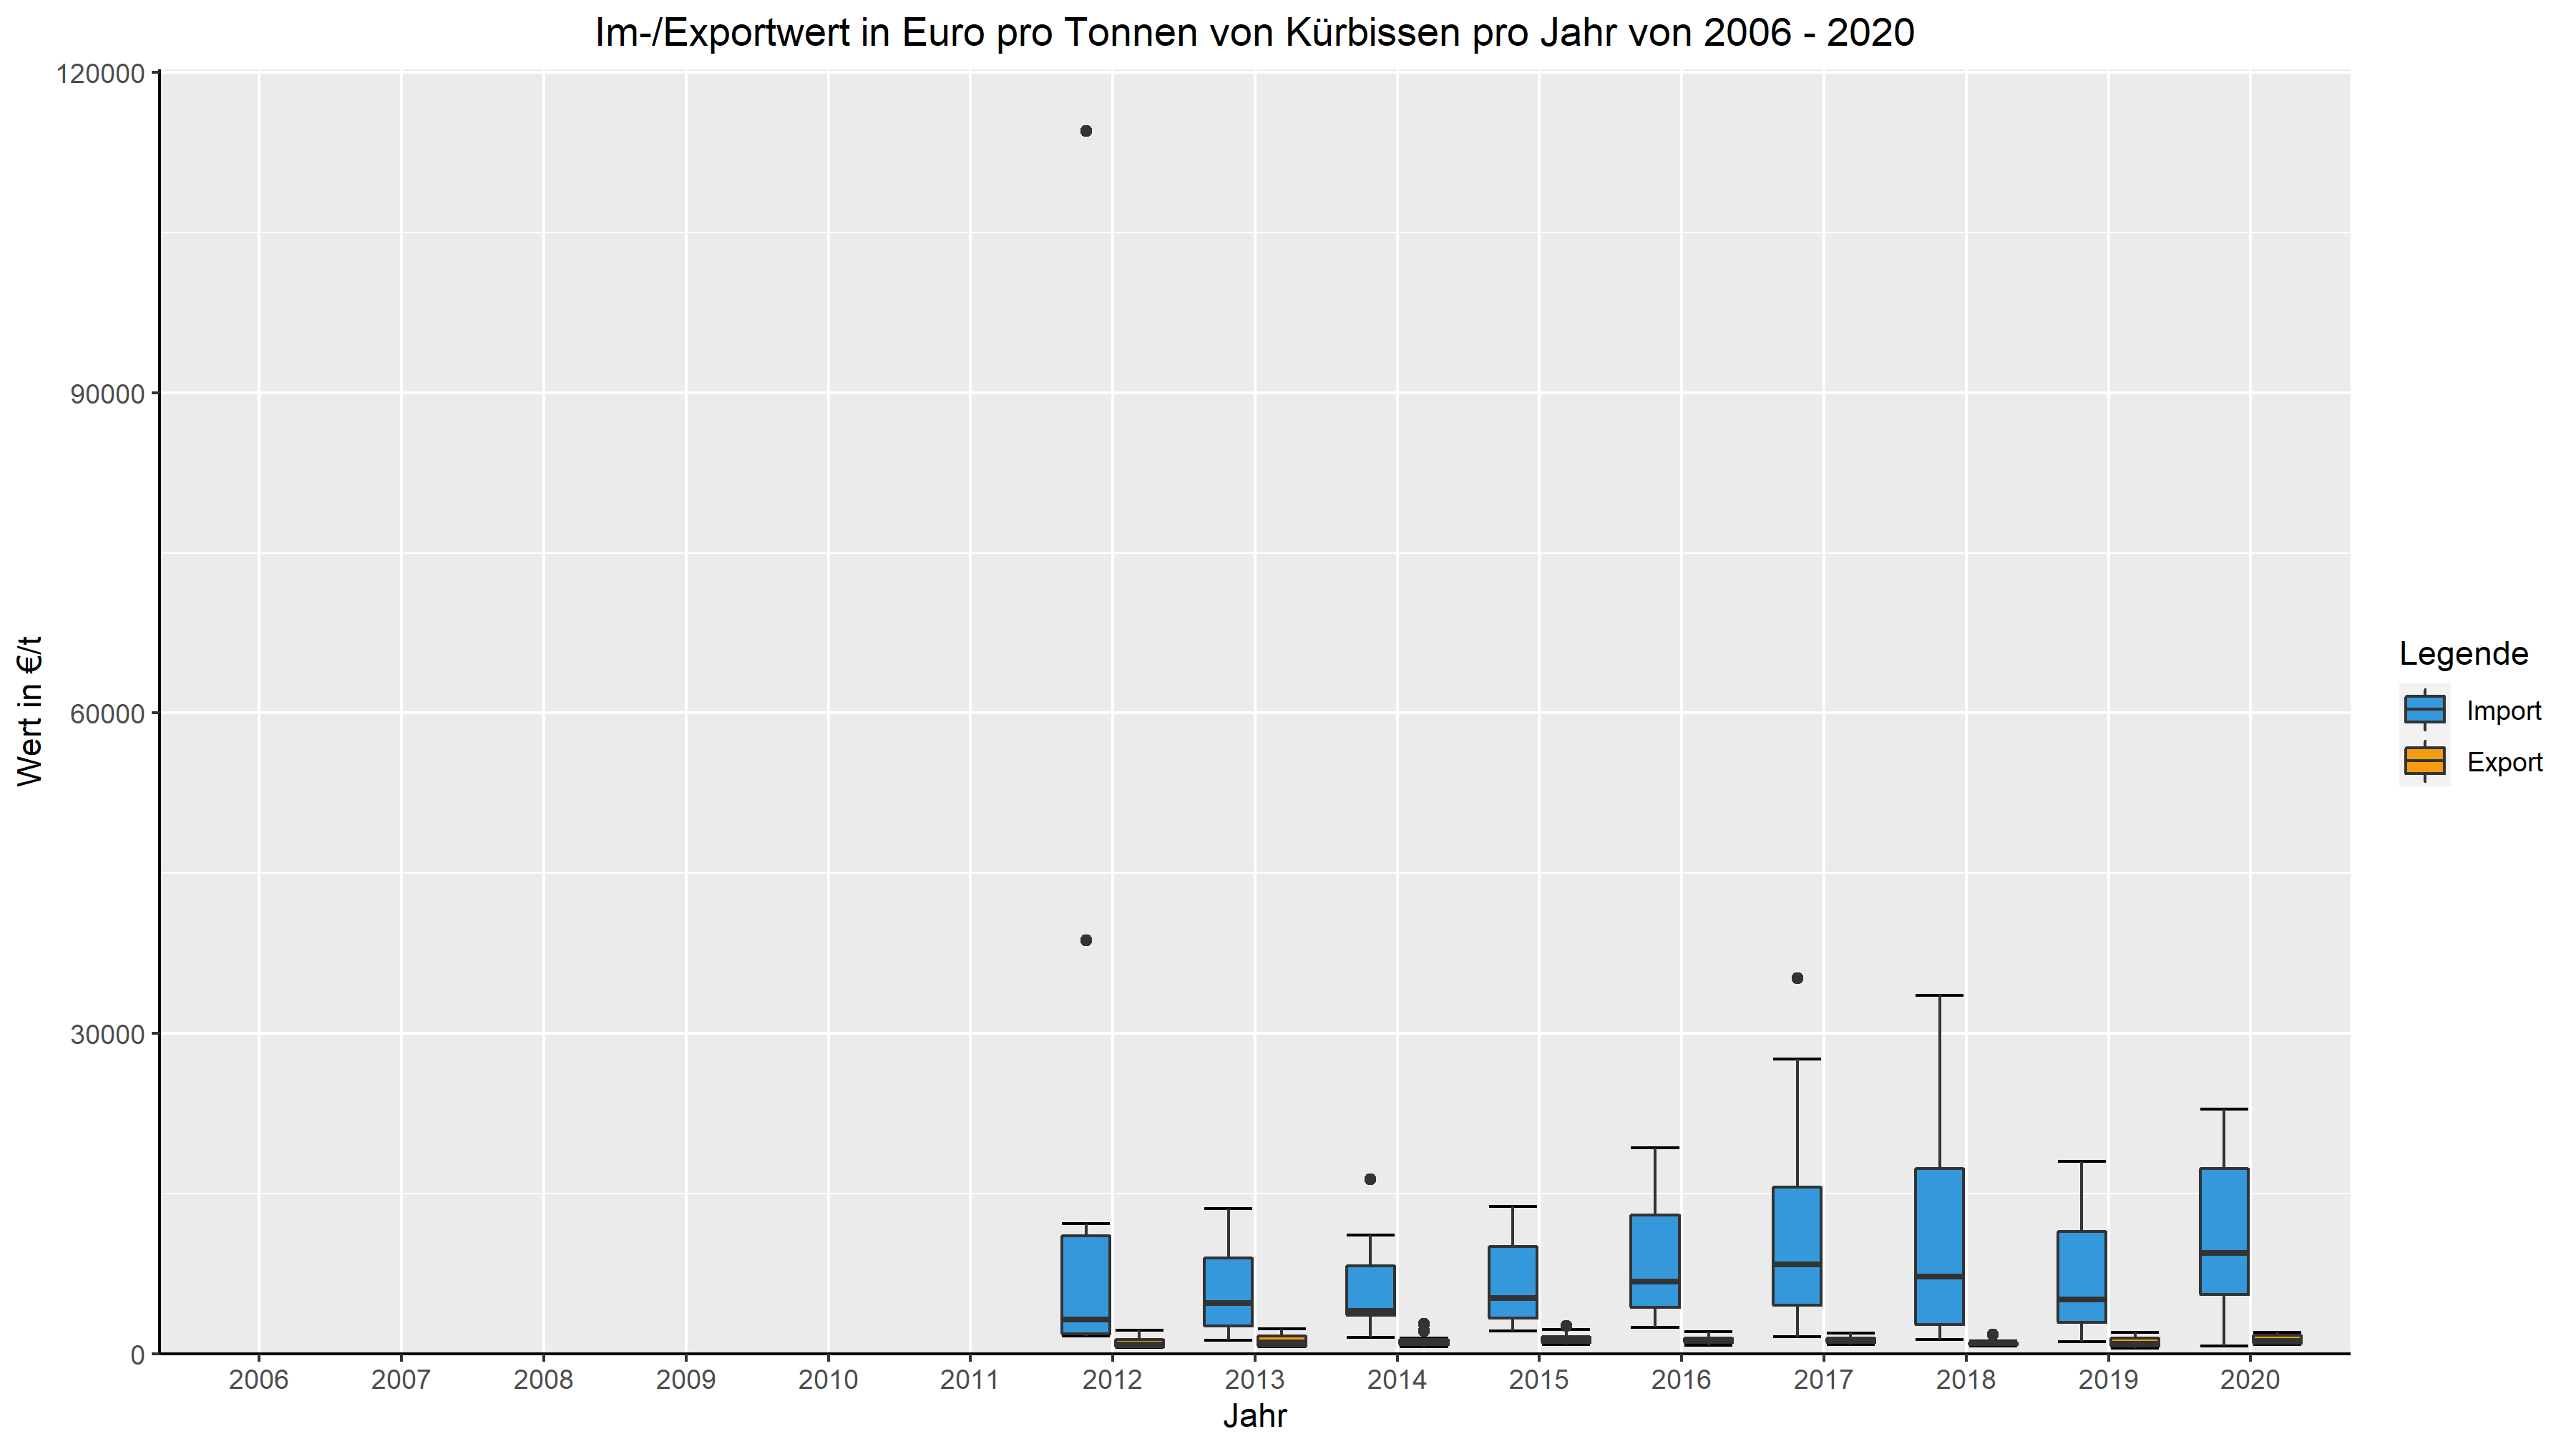 Im-/Exportwert in Euro pro Tonnen von Kürbissen pro Jahr von 2006 - 2020
120000
90000
60000
30000
0
Wert in €/t
2006 2007 2008 2009 2010 2011 2012 2013 2014 2015 2016 2017 2018 2019 2020
Jahr
Legende
Import
Export